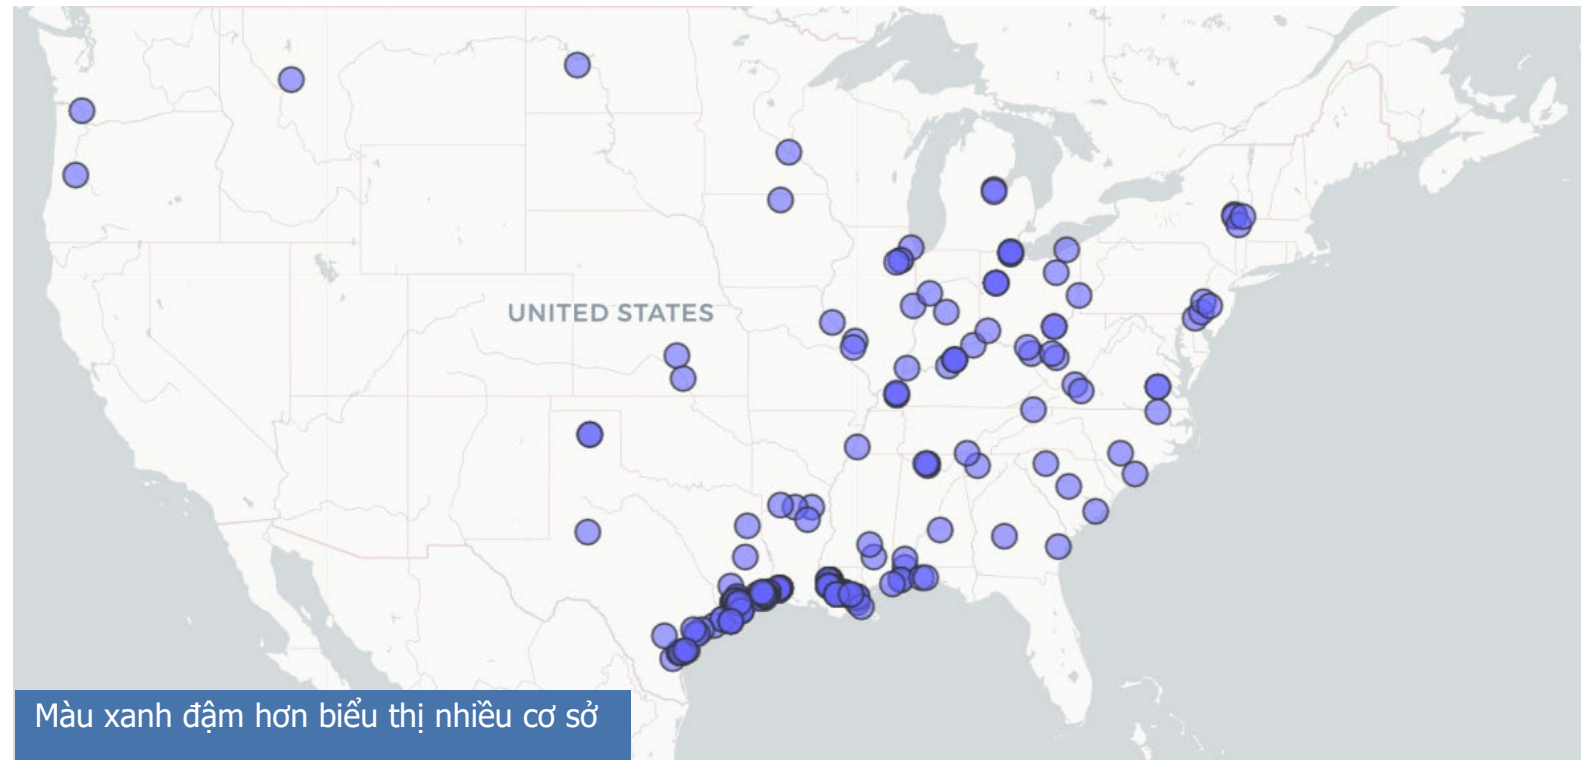 UNITED STATES
Màu xanh đậm hơn biểu thị nhiều cơ sở